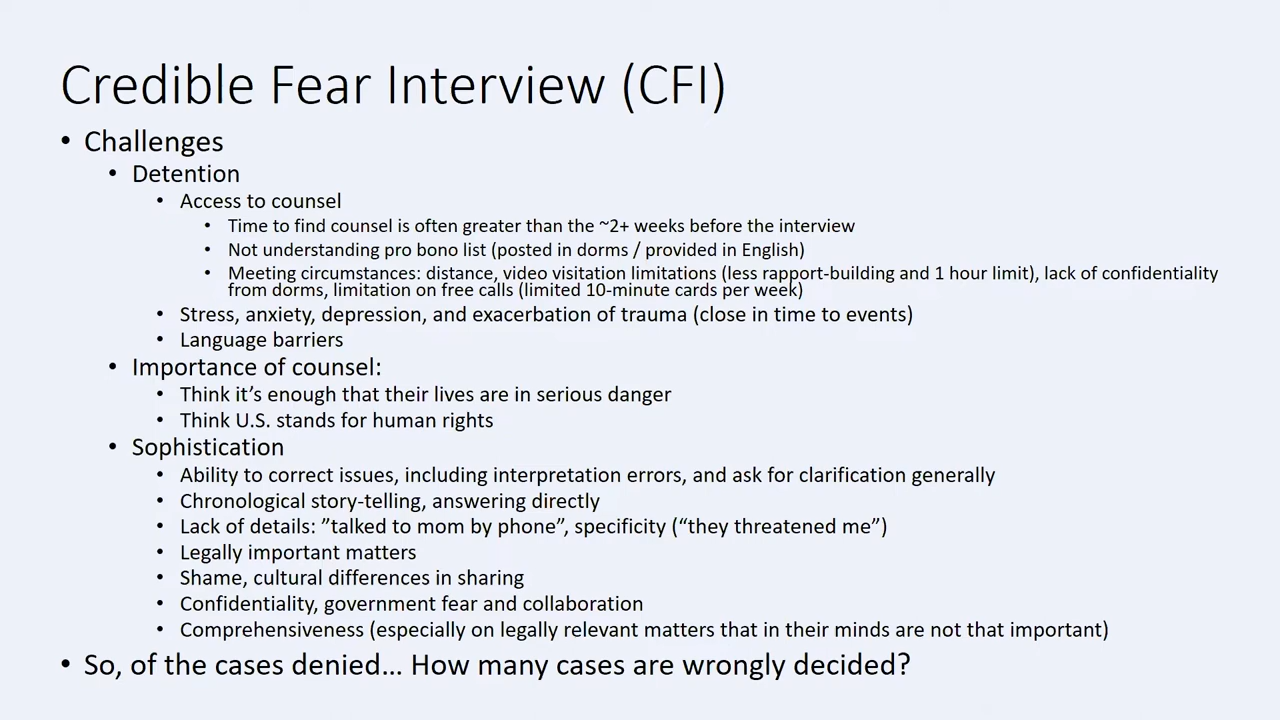 Credible Fear Interview (CFI)
• Challenges
• Detention
• Access to counsel
• Time to find counsel is often greater than the ~2+ weeks before the interview
• Not understanding pro bono list (posted in dorms / provided in English)
• Meeting circumstances: distance, video visitation limitations (less rapport-building and 1 hour limit), lack of confidentiality
from dorms, limitation on free calls (limited 10-minute cards per week)
• Stress, anxiety, depression, and exacerbation of trauma (close in time to events)
• Language barriers
• Importance of counsel:
• Think it’s enough that their lives are in serious danger
• Think U.S. stands for human rights
• Sophistication
• Ability to correct issues, including interpretation errors, and ask for clarification generally
• Chronological story-telling, answering directly
• Lack of details: ”talked to mom by phone”, specificity (“they threatened me”)
• Legally important matters
• Shame, cultural differences in sharing
• Confidentiality, government fear and collaboration
• Comprehensiveness (especially on legally relevant matters that in their minds are not that important)
• So, of the cases denied… How many cases are wrongly decided?